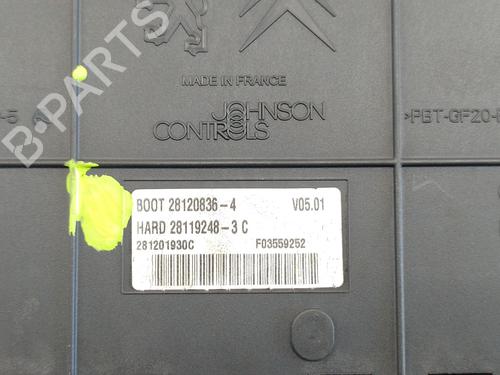 B-PARTS
MADE IN FRANCE
JOHNSON
CONTROLS
>PBT-GF20-
BOOT 28120836-4 V05.01
HARD 28119248-3 C
281201930C F03559252